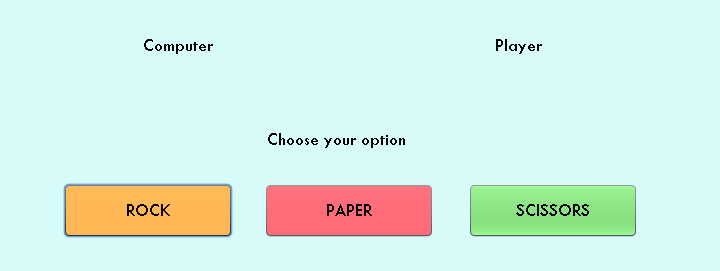 Computer Player
Choose your option
ROCK PAPER SCISSORS